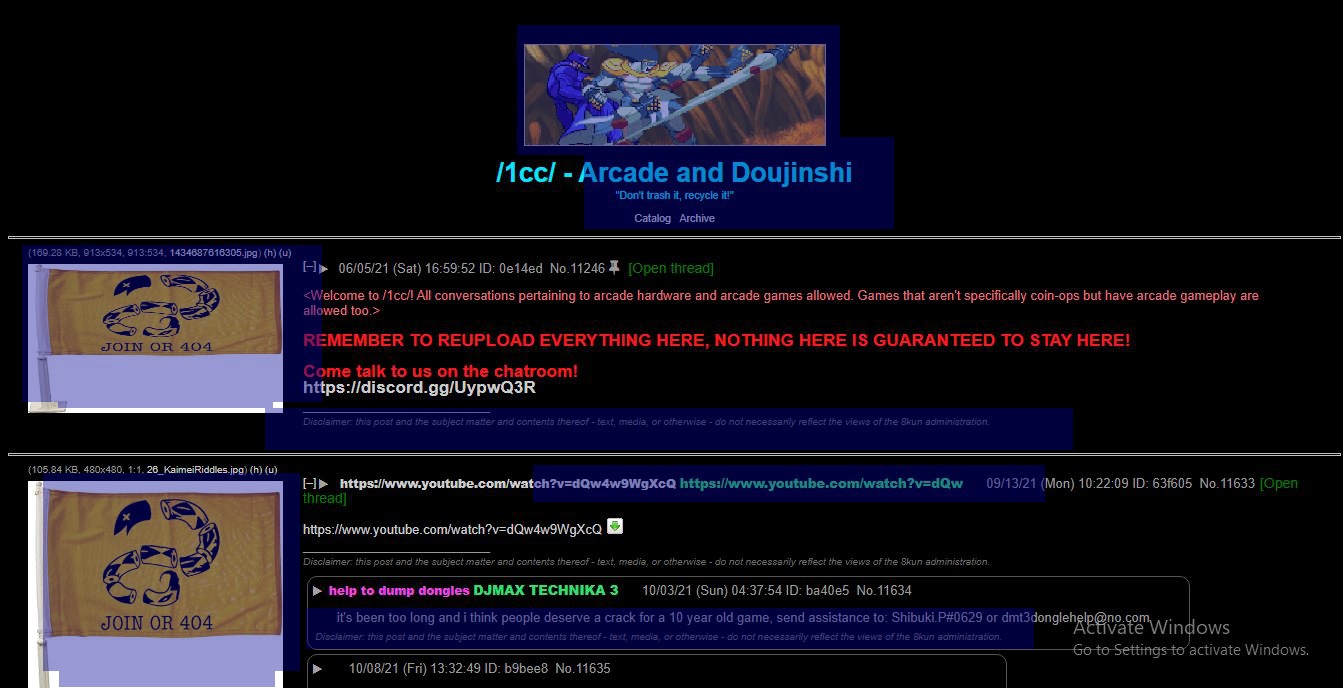 /1cc/ - Arcade and Doujinshi
"Don't trash it, recycle it!"
Catalog Archive
(169.28 KB, 913x534, 913:534, 1434687616305.jpg) (h) (u)
JOIN OR 404
[–]▶ 06/05/21 (Sat) 16:59:52 ID: 0e14ed No.11246 [Open thread]
<Welcome to /1cc/! All conversations pertaining to arcade hardware and arcade games allowed. Games that aren't specifically coin-ops but have arcade gameplay are
allowed too.>
REMEMBER TO REUPLOAD EVERYTHING HERE, NOTHING HERE IS GUARANTEED TO STAY HERE!
Come talk to us on the chatroom!
https://discord.gg/UypwQ3R
Disclaimer: this post and the subject matter and contents thereof - text, media, or otherwise - do not necessarily reflect the views of the 8kun administration.
(105.84 KB, 480x480, 1:1, 26_KaimeiRiddles.jpg) (h) (u)
JOIN OR 404
[–]▶ https://www.youtube.com/watch?v=dQw4w9WgXcQ https://www.youtube.com/watch?v=dQw 09/13/21 (Mon) 10:22:09 ID: 63f605 No.11633 [Open
thread]
https://www.youtube.com/watch?v=dQw4w9WgXcQ
Disclaimer: this post and the subject matter and contents thereof - text, media, or otherwise - do not necessarily reflect the views of the 8kun administration.
▶ help to dump dongles DJMAX TECHNIKA 3 10/03/21 (Sun) 04:37:54 ID: ba40e5 No.11634
it's been too long and i think people deserve a crack for a 10 year old game, send assistance to: Shibuki.P#0629 or dmt3donglehelp@no.com
Disclaimer: this post and the subject matter and contents thereof - text, media, or otherwise - do not necessarily reflect the views of the 8kun administration.
▶ 10/08/21 (Fri) 13:32:49 ID: b9bee8 No.11635
Activate Windows
Go to Settings to activate Windows.